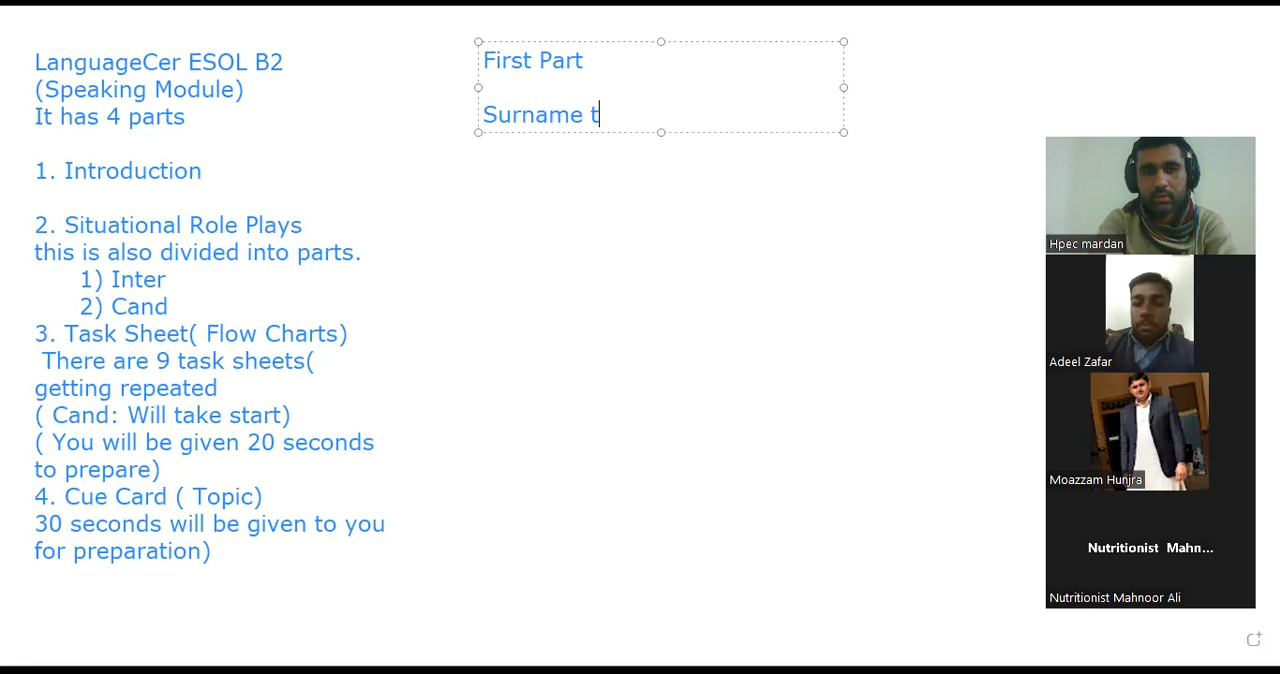 LanguageCer ESOL B2
(Speaking Module)
It has 4 parts
1. Introduction
2. Situational Role Plays
this is also divided into parts.
1) Inter
2) Cand
3. Task Sheet( Flow Charts)
There are 9 task sheets(
getting repeated
( Cand: Will take start)
( You will be given 20 seconds
to prepare)
4. Cue Card ( Topic)
30 seconds will be given to you
for preparation)
First Part
Surname t
Hpec mardan
Adeel Zafar
Moazzam Hunjra
Nutritionist Mahn...
Nutritionist Mahnoor Ali